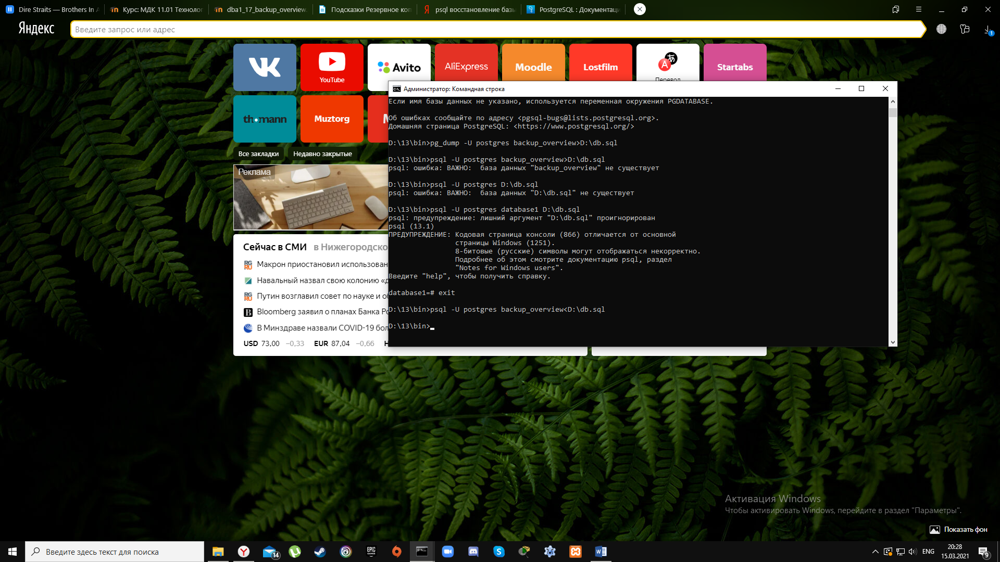 Dire Straits — Brothers In A
Курс: МДК 11.01 Технолог
dba1_17_backup_overview.
Подсказки Резервное коп
psql восстановление базы
PostgreSQL : Документаци
Яндекс
Введите запрос или адрес
1
YouTube
Avito
AliExpress
Moodle
Lostfilm
Перевод
Startabs
th•mann
Muztorg
M
Все закладки
Недавно закрытые
Реклама
Сейчас в СМИ
в Нижегородско
Макрон приостановил использован
Навальный назвал свою колонию «д
Путин возглавил совет по науке и об
Bloomberg заявил о планах Банка Ро
В Минздраве назвали COVID-19 бол
USD 73,00 −0,33 EUR 87,04 −0,66 Н
Администратор: Командная строка
Если имя базы данных не указано, используется переменная окружения PGDATABASE.
Об ошибках сообщайте по адресу <pgsql-bugs@lists.postgresql.org>.
Домашняя страница PostgreSQL: <https://www.postgresql.org/>
D:\13\bin>pg_dump -U postgres backup_overview>D:\db.sql
D:\13\bin>psql -U postgres backup_overview>D:\db.sql
psql: ошибка: ВАЖНО:  база данных "backup_overview" не существует
D:\13\bin>psql -U postgres D:\db.sql
psql: ошибка: ВАЖНО:  база данных "D:\db.sql" не существует
D:\13\bin>psql -U postgres database1 D:\db.sql
psql: предупреждение: лишний аргумент "D:\db.sql" проигнорирован
psql (13.1)
ПРЕДУПРЕЖДЕНИЕ: Кодовая страница консоли (866) отличается от основной
страницы Windows (1251).
8-битовые (русские) символы могут отображаться некорректно.
Подробнее об этом смотрите документацию psql, раздел
"Notes for Windows users".
Введите "help", чтобы получить справку.
database1=# exit
D:\13\bin>psql -U postgres backup_overview<D:\db.sql
D:\13\bin>
Активация Windows
Чтобы активировать Windows, перейдите в раздел "Параметры".
Показать фон
Введите здесь текст для поиска
14
EPIC
GAMES
ENG
20:28
15.03.2021
9